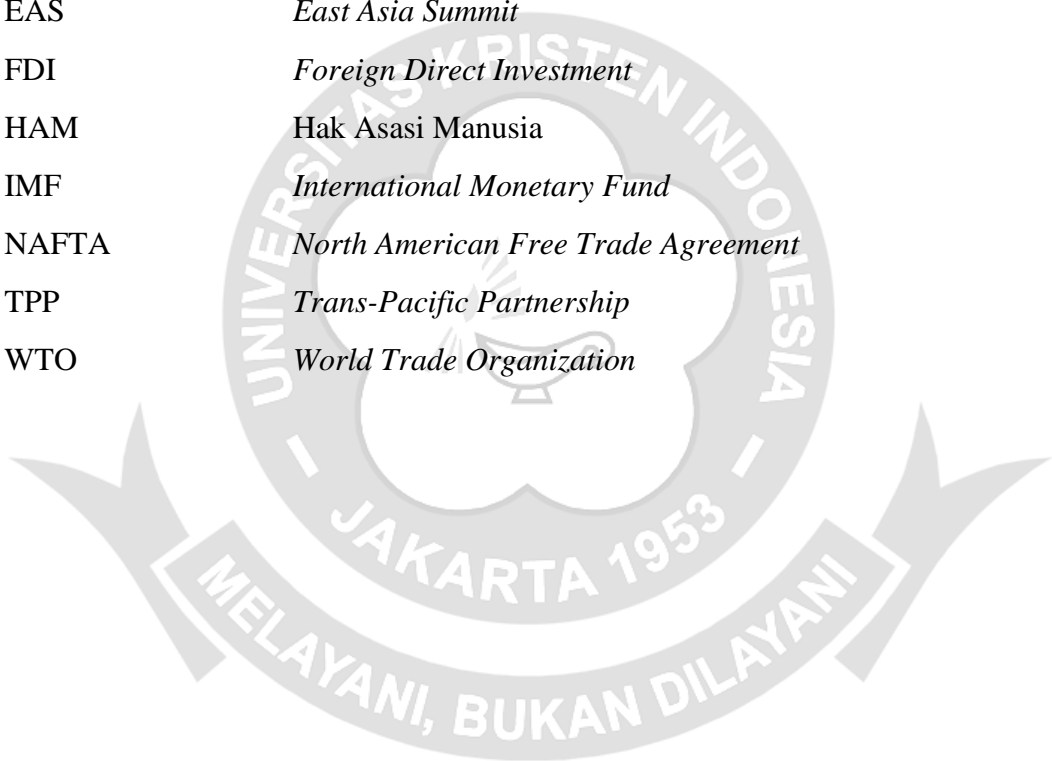 EAS East Asia Summit
FDI Foreign Direct Investment
HAM Hak Asasi Manusia
IMF International Monetary Fund
NAFTA North American Free Trade Agreement
TPP Trans-Pacific Partnership
WTO World Trade Organization
UNIVERSITAS KRISTEN INDONESIA
- JAKARTA 1953 -
MELAYANI, BUKAN DILAYANI